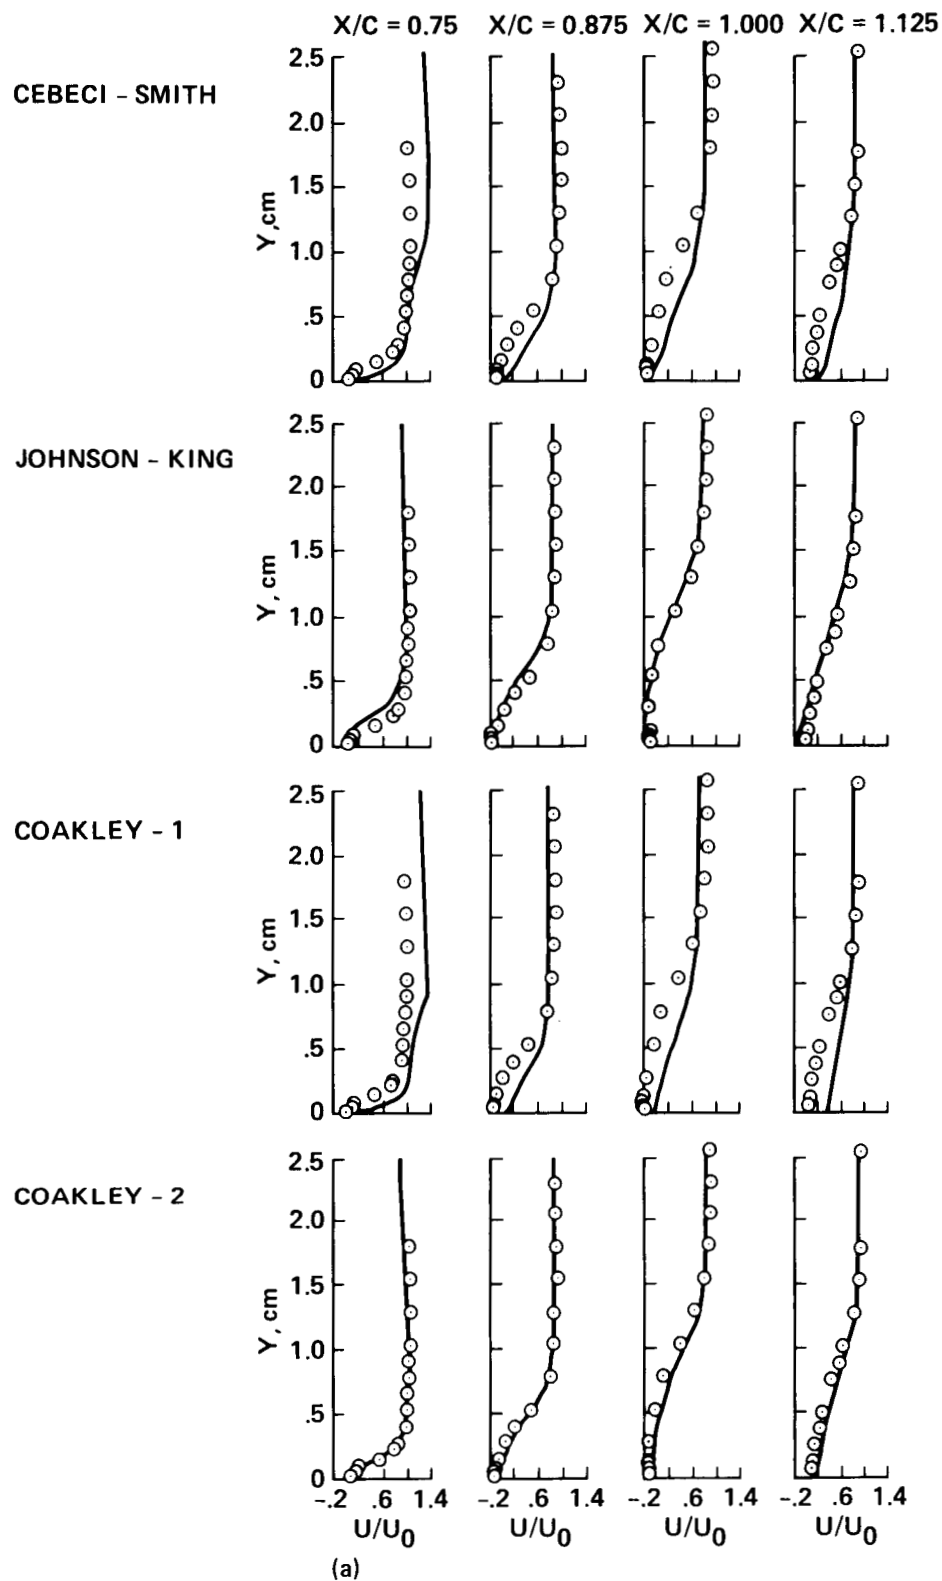 X/C = 0.75 X/C = 0.875 X/C = 1.000 X/C = 1.125
CEBECI - SMITH
2.5
2.0
1.5
1.0
.5
0
Y,cm
JOHNSON - KING
2.5
2.0
1.5
1.0
.5
0
Y, cm
COAKLEY - 1
2.5
2.0
1.5
1.0
.5
0
Y, cm
COAKLEY - 2
2.5
2.0
1.5
1.0
.5
0
Y, cm
-.2 .6 1.4 -.2 .6 1.4 -.2 .6 1.4 -.2 .6 1.4
U/U0 U/U0 U/U0 U/U0
(a)